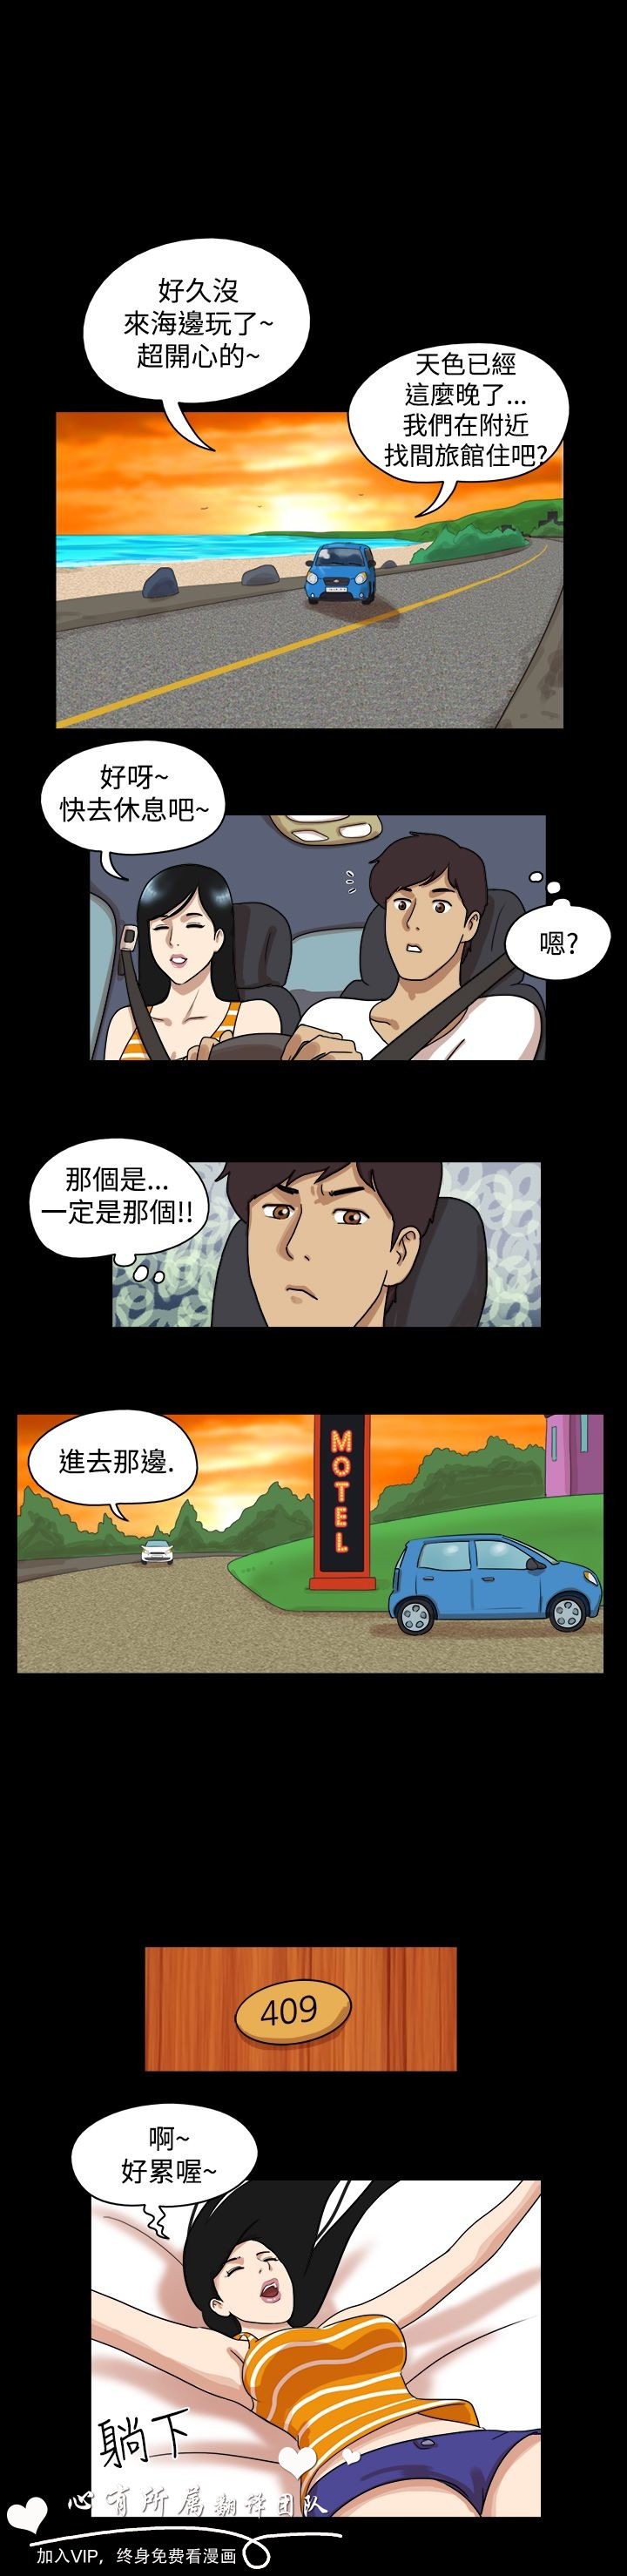 好久沒
來海邊玩了~
超開心的~
天色已經
這麼晚了...
我們在附近
找間旅館住吧?
好呀~
快去休息吧~
嗯?
那個是...
一定是那個!!
進去那邊.
MOTEL
409
啊~
好累喔~
躺下
心有所属翻译团队
加入VIP，终身免费看漫画